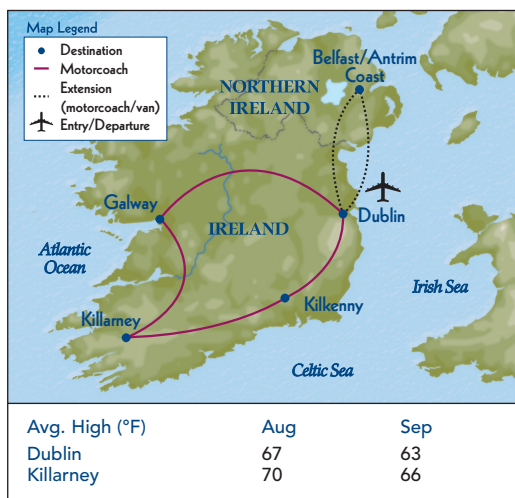 Map Legend
Destination
Motorcoach
Extension
(motorcoach/van)
Entry/Departure
Belfast/Antrim
Coast
NORTHERN
IRELAND
Galway
Dublin
IRELAND
Atlantic
Ocean
Irish Sea
Kilkenny
Killarney
Celtic Sea
Avg. High (°F) Aug Sep
Dublin 67 63
Killarney 70 66